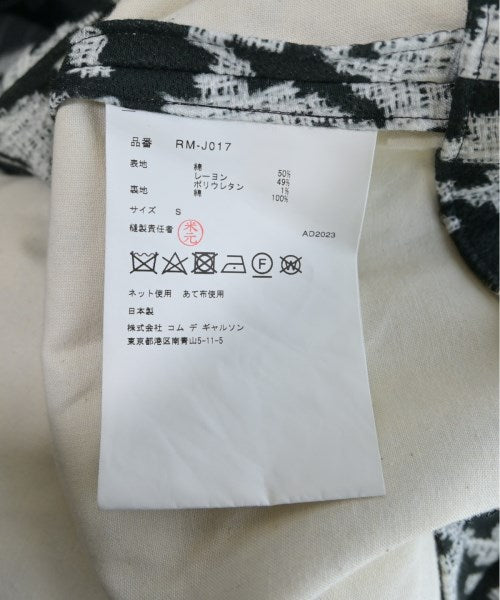 品番 RM-J017
表地 綿 50%
レーヨン 49%
ポリウレタン 1%
裏地 綿 100%
サイズ S
縫製責任者 米元
AD2023
F
W
ネット使用 あて布使用
日本製
株式会社 コム デ ギャルソン
東京都港区南青山5-11-5